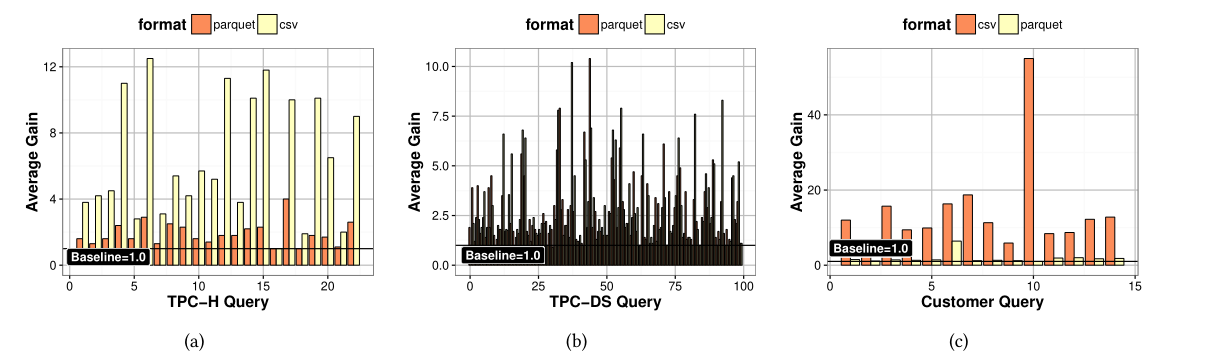 format parquet csv
12
8
4
0
Average Gain
Baseline=1.0
0 5 10 15 20
TPC−H Query
(a)
format parquet csv
10.0
7.5
5.0
2.5
0.0
Average Gain
Baseline=1.0
0 25 50 75 100
TPC−DS Query
(b)
format csv parquet
40
20
0
Average Gain
Baseline=1.0
0 5 10 15
Customer Query
(c)